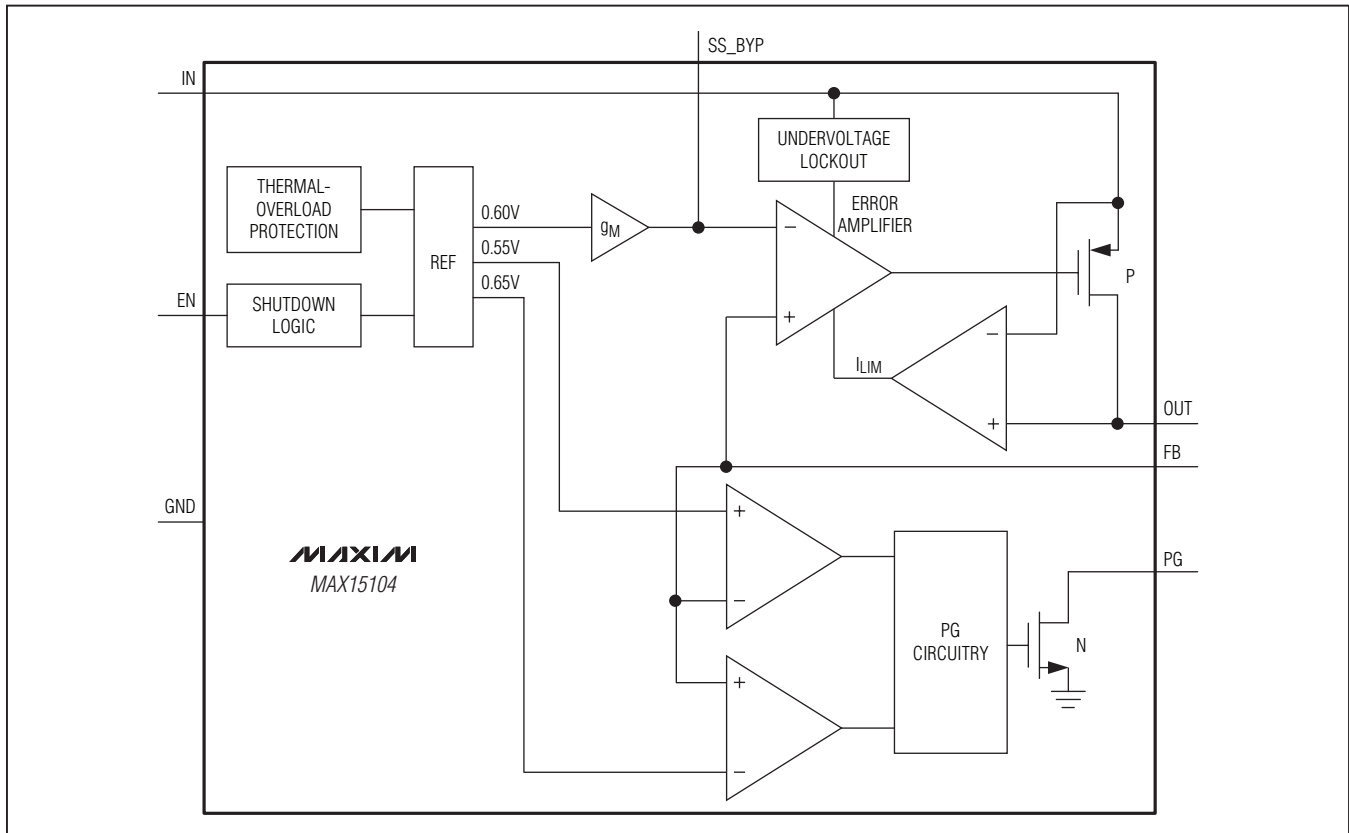 SS_BYP
IN
UNDERVOLTAGE
LOCKOUT
THERMAL-
OVERLOAD
PROTECTION
ERROR
AMPLIFIER
0.60V
gM
−
REF
0.55V
P
0.65V
EN
SHUTDOWN
LOGIC
+
−
ILIM
OUT
+
FB
GND
+
MAXIM
MAX15104
PG
−
PG
CIRCUITRY
N
+
−